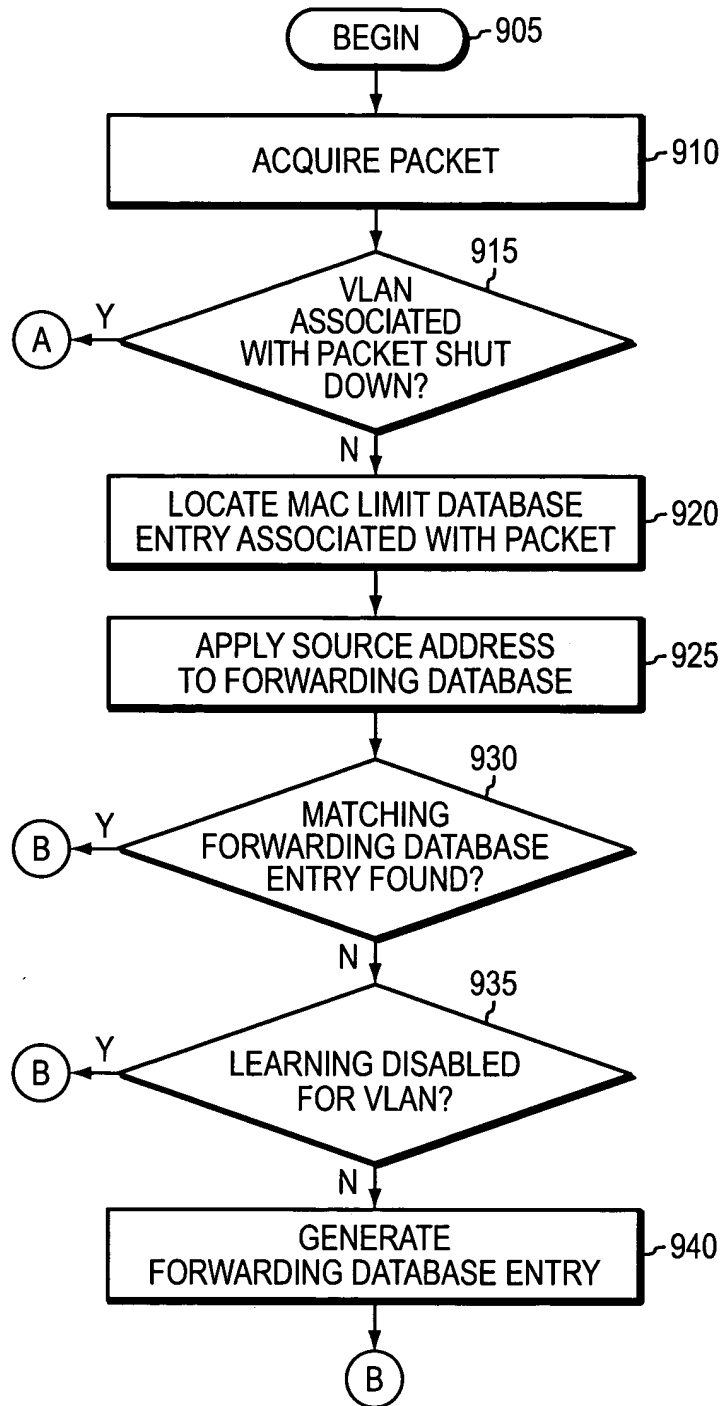 BEGIN
905
ACQUIRE PACKET
910
915
VLAN
ASSOCIATED
WITH PACKET SHUT
DOWN?
Y
A
N
LOCATE MAC LIMIT DATABASE
ENTRY ASSOCIATED WITH PACKET
920
APPLY SOURCE ADDRESS
TO FORWARDING DATABASE
925
930
MATCHING
FORWARDING DATABASE
ENTRY FOUND?
Y
B
N
935
LEARNING DISABLED
FOR VLAN?
Y
B
N
GENERATE
FORWARDING DATABASE ENTRY
940
B